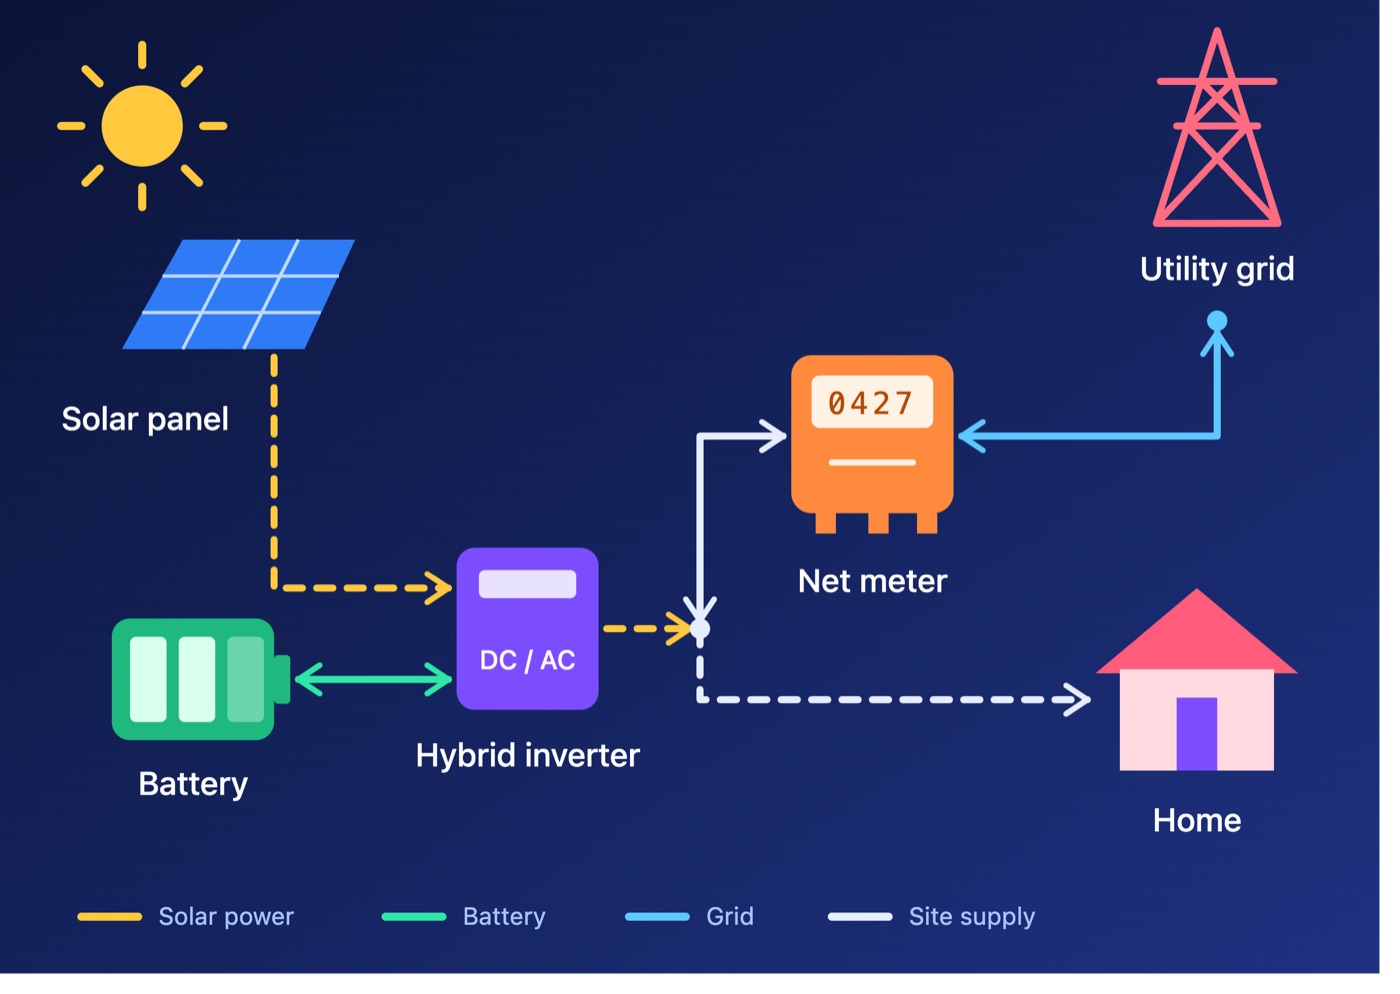 Utility grid
Solar panel
0427
Net meter
DC / AC
Hybrid inverter
Battery
Home
Solar power
Battery
Grid
Site supply